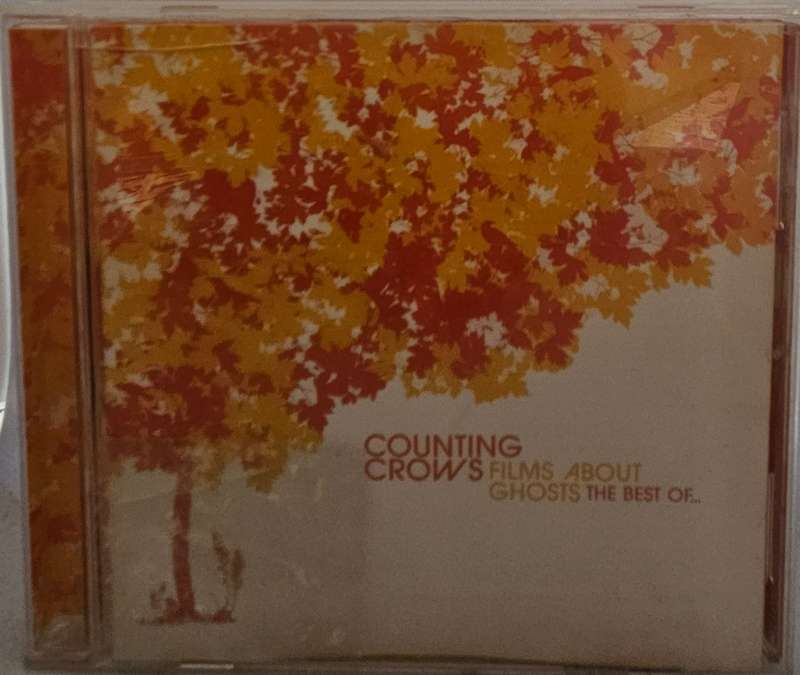 COUNTING
CROWS FILMS ABOUT
GHOSTS THE BEST OF...